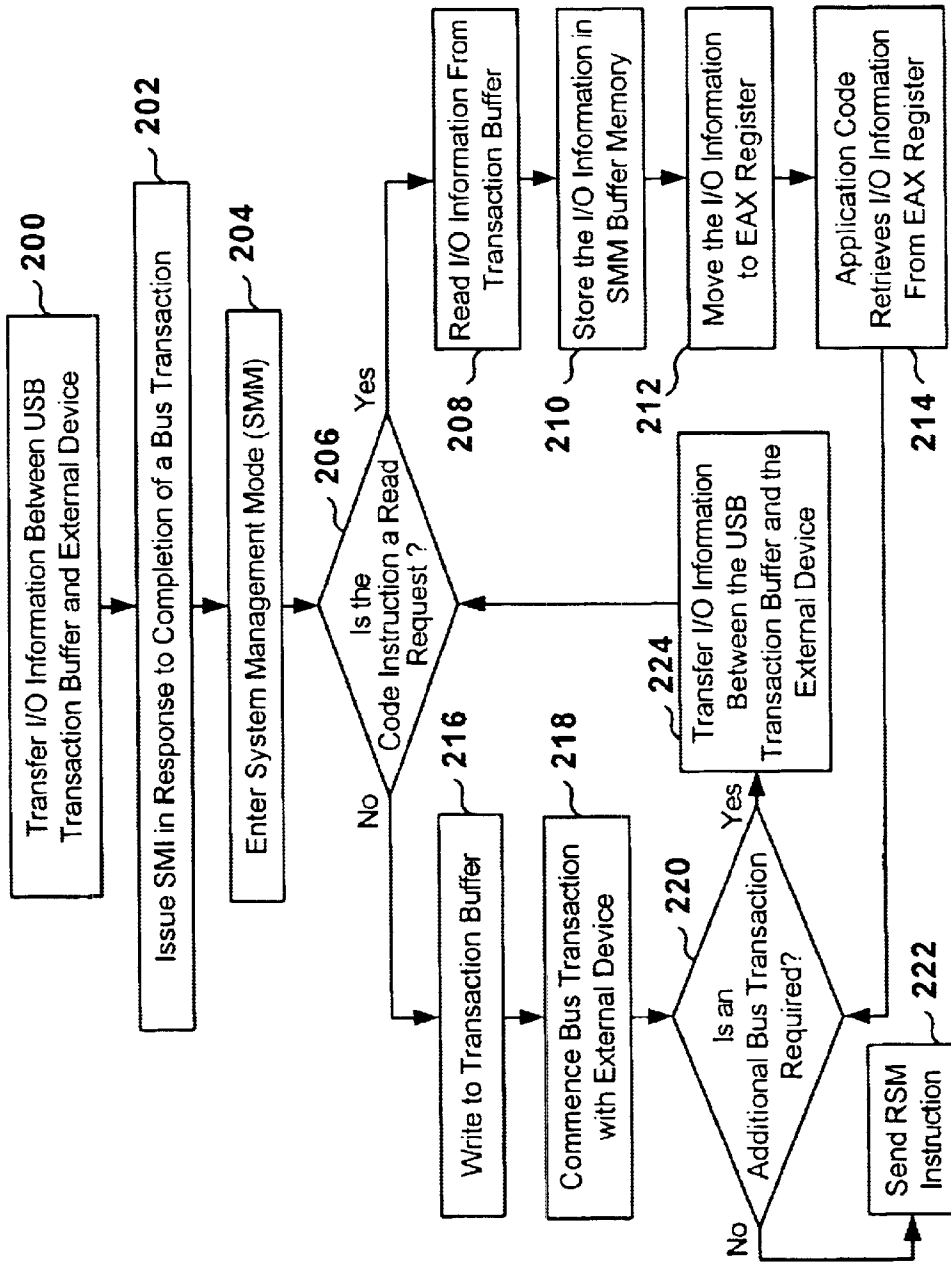 Transfer I/O Information Between USB
Transaction Buffer and External Device
200
Issue SMI in Response to Completion of a Bus Transaction
202
Enter System Management Mode (SMM)
204
Is the
Code Instruction a Read
Request ?
206
Yes
No
Read I/O Information From
Transaction Buffer
208
Store the I/O Information in
SMM Buffer Memory
210
Move the I/O Information
to EAX Register
212
Application Code
Retrieves I/O Information
From EAX Register
214
Write to Transaction Buffer
216
Commence Bus Transaction
with External Device
218
Is an
Additional Bus Transaction
Required?
220
Yes
No
Transfer I/O Information
Between the USB
Transaction Buffer and the
External Device
224
Send RSM
Instruction
222